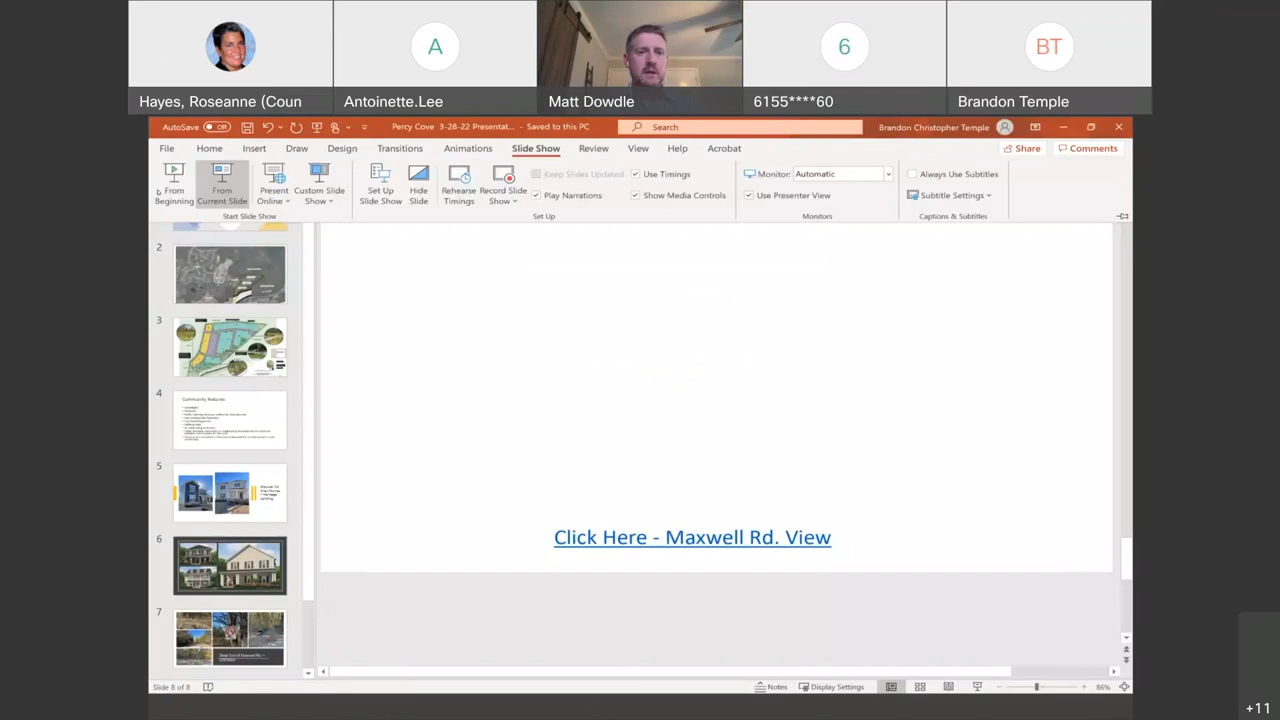 A
6
BT
Hayes, Roseanne (Coun
Antoinette.Lee
Matt Dowdle
6155****60
Brandon Temple
AutoSave Off
Percy Cove 3-28-22 Presentat... - Saved to this PC
Search
Brandon Christopher Temple
File Home Insert Draw Design Transitions Animations Slide Show Review View Help Acrobat
Share
Comments
From Beginning
From Current Slide
Present Online
Custom Slide Show
Start Slide Show
Set Up Slide Show
Hide Slide
Rehearse Timings
Record Slide Show
Keep Slides Updated
Play Narrations
Use Timings
Show Media Controls
Set Up
Monitor: Automatic
Use Presenter View
Monitors
Always Use Subtitles
Subtitle Settings
Captions & Subtitles
2
3
4
Community Features
5
6
7
Click Here - Maxwell Rd. View
Slide 8 of 8
Notes
Display Settings
86%
+11